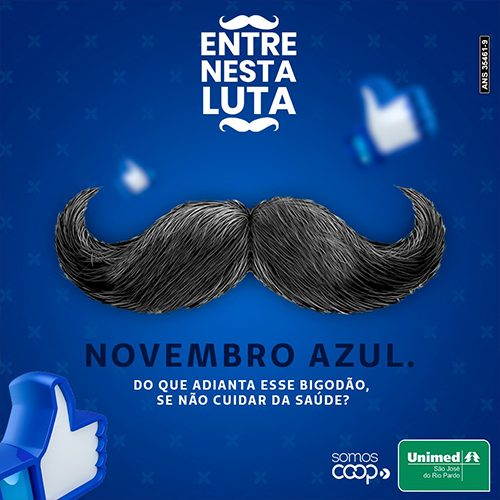 ENTRE
NESTA
LUTA
ANS 35461-9
NOVEMBRO AZUL.
DO QUE ADIANTA ESSE BIGODÃO,
SE NÃO CUIDAR DA SAÚDE?
somos
coop
Unimed
São José
do Rio Pardo